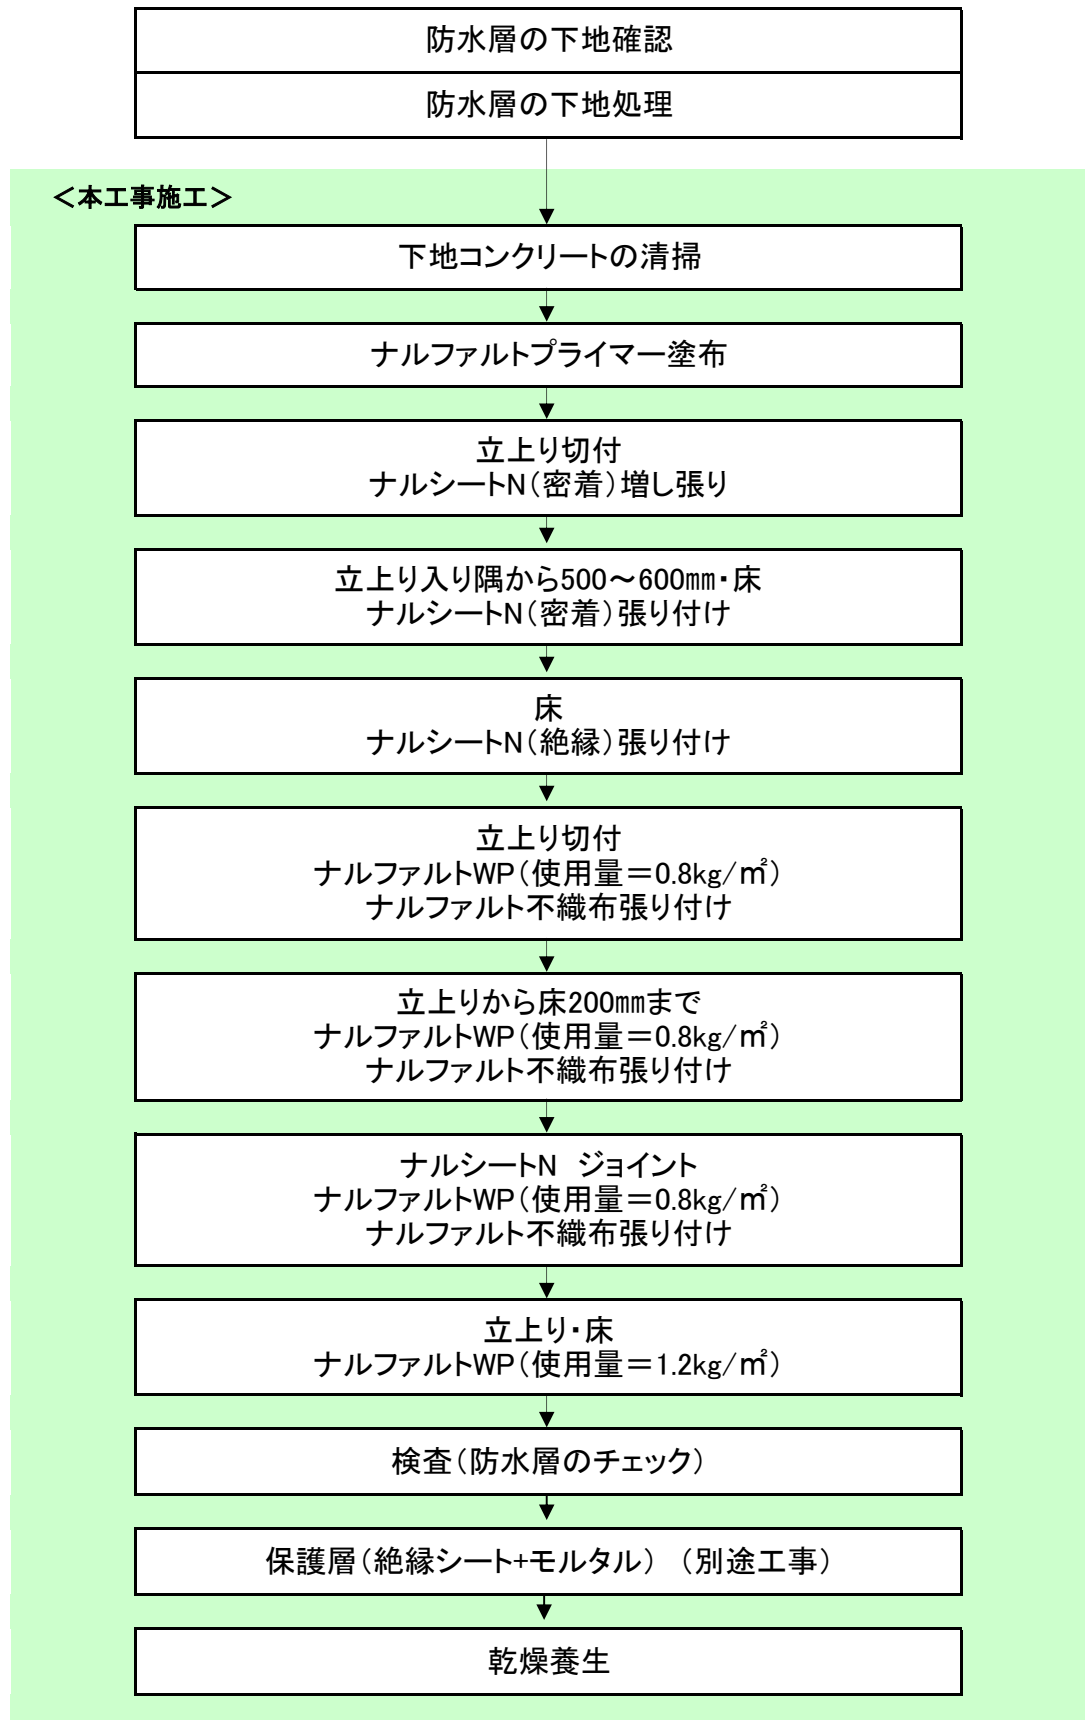 防水層の下地確認
防水層の下地処理
＜本工事施工＞
下地コンクリートの清掃
ナルファルトプライマー塗布
立上り切付
ナルシートN（密着）増し張り
立上り入り隅から500～600㎜・床
ナルシートN（密着）張り付け
床
ナルシートN（絶縁）張り付け
立上り切付
ナルファルトWP（使用量＝0.8kg/㎡）
ナルファルト不織布張り付け
立上りから床200㎜まで
ナルファルトWP（使用量＝0.8kg/㎡）
ナルファルト不織布張り付け
ナルシートN　ジョイント
ナルファルトWP（使用量＝0.8kg/㎡）
ナルファルト不織布張り付け
立上り・床
ナルファルトWP（使用量＝1.2kg/㎡）
検査（防水層のチェック）
保護層（絶縁シート+モルタル）　（別途工事）
乾燥養生